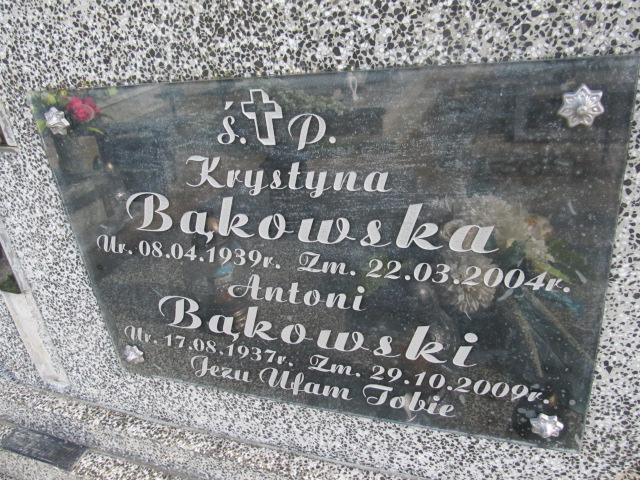 Ś. P.
Krystyna
Bąkowska
Ur. 08.04.1939r. Zm. 22.03.2004r.
Antoni
Bąkowski
Ur. 17.08.1937r. Zm. 29.10.2009r.
Jezu Ufam Tobie